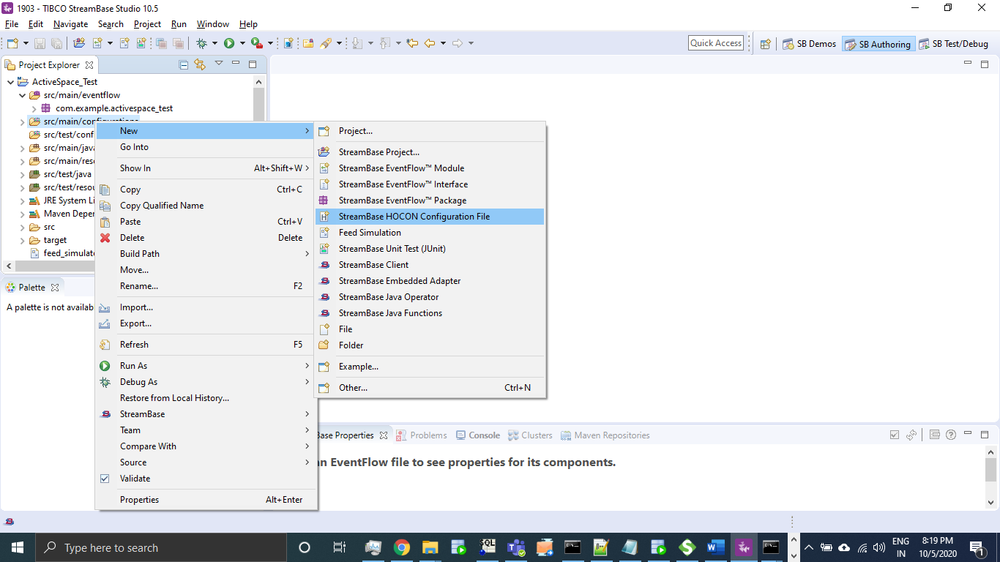 1903 - TIBCO StreamBase Studio 10.5
File Edit Navigate Search Project Run Window Help
Quick Access
SB Demos
SB Authoring
SB Test/Debug
Project Explorer
ActiveSpace_Test
src/main/eventflow
com.example.activespace_test
src/main/configurations
src/test/conf
src/main/java
src/main/res
src/test/java
src/test/resou
JRE System Li
Maven Deper
src
target
feed_simulat
Palette
A palette is not availab
New
Go Into
Show In Alt+Shift+W
Copy Ctrl+C
Copy Qualified Name
Paste Ctrl+V
Delete Delete
Build Path
Move...
Rename... F2
Import...
Export...
Refresh F5
Run As
Debug As
Restore from Local History...
StreamBase
Team
Compare With
Source
Validate
Properties Alt+Enter
Project...
StreamBase Project...
StreamBase EventFlow™ Module
StreamBase EventFlow™ Interface
StreamBase EventFlow™ Package
StreamBase HOCON Configuration File
Feed Simulation
StreamBase Unit Test (JUnit)
StreamBase Client
StreamBase Embedded Adapter
StreamBase Java Operator
StreamBase Java Functions
File
Folder
Example...
Other... Ctrl+N
Base Properties
Problems
Console
Clusters
Maven Repositories
n EventFlow file to see properties for its components.
Type here to search
ENG
IN
8:19 PM
10/5/2020
1